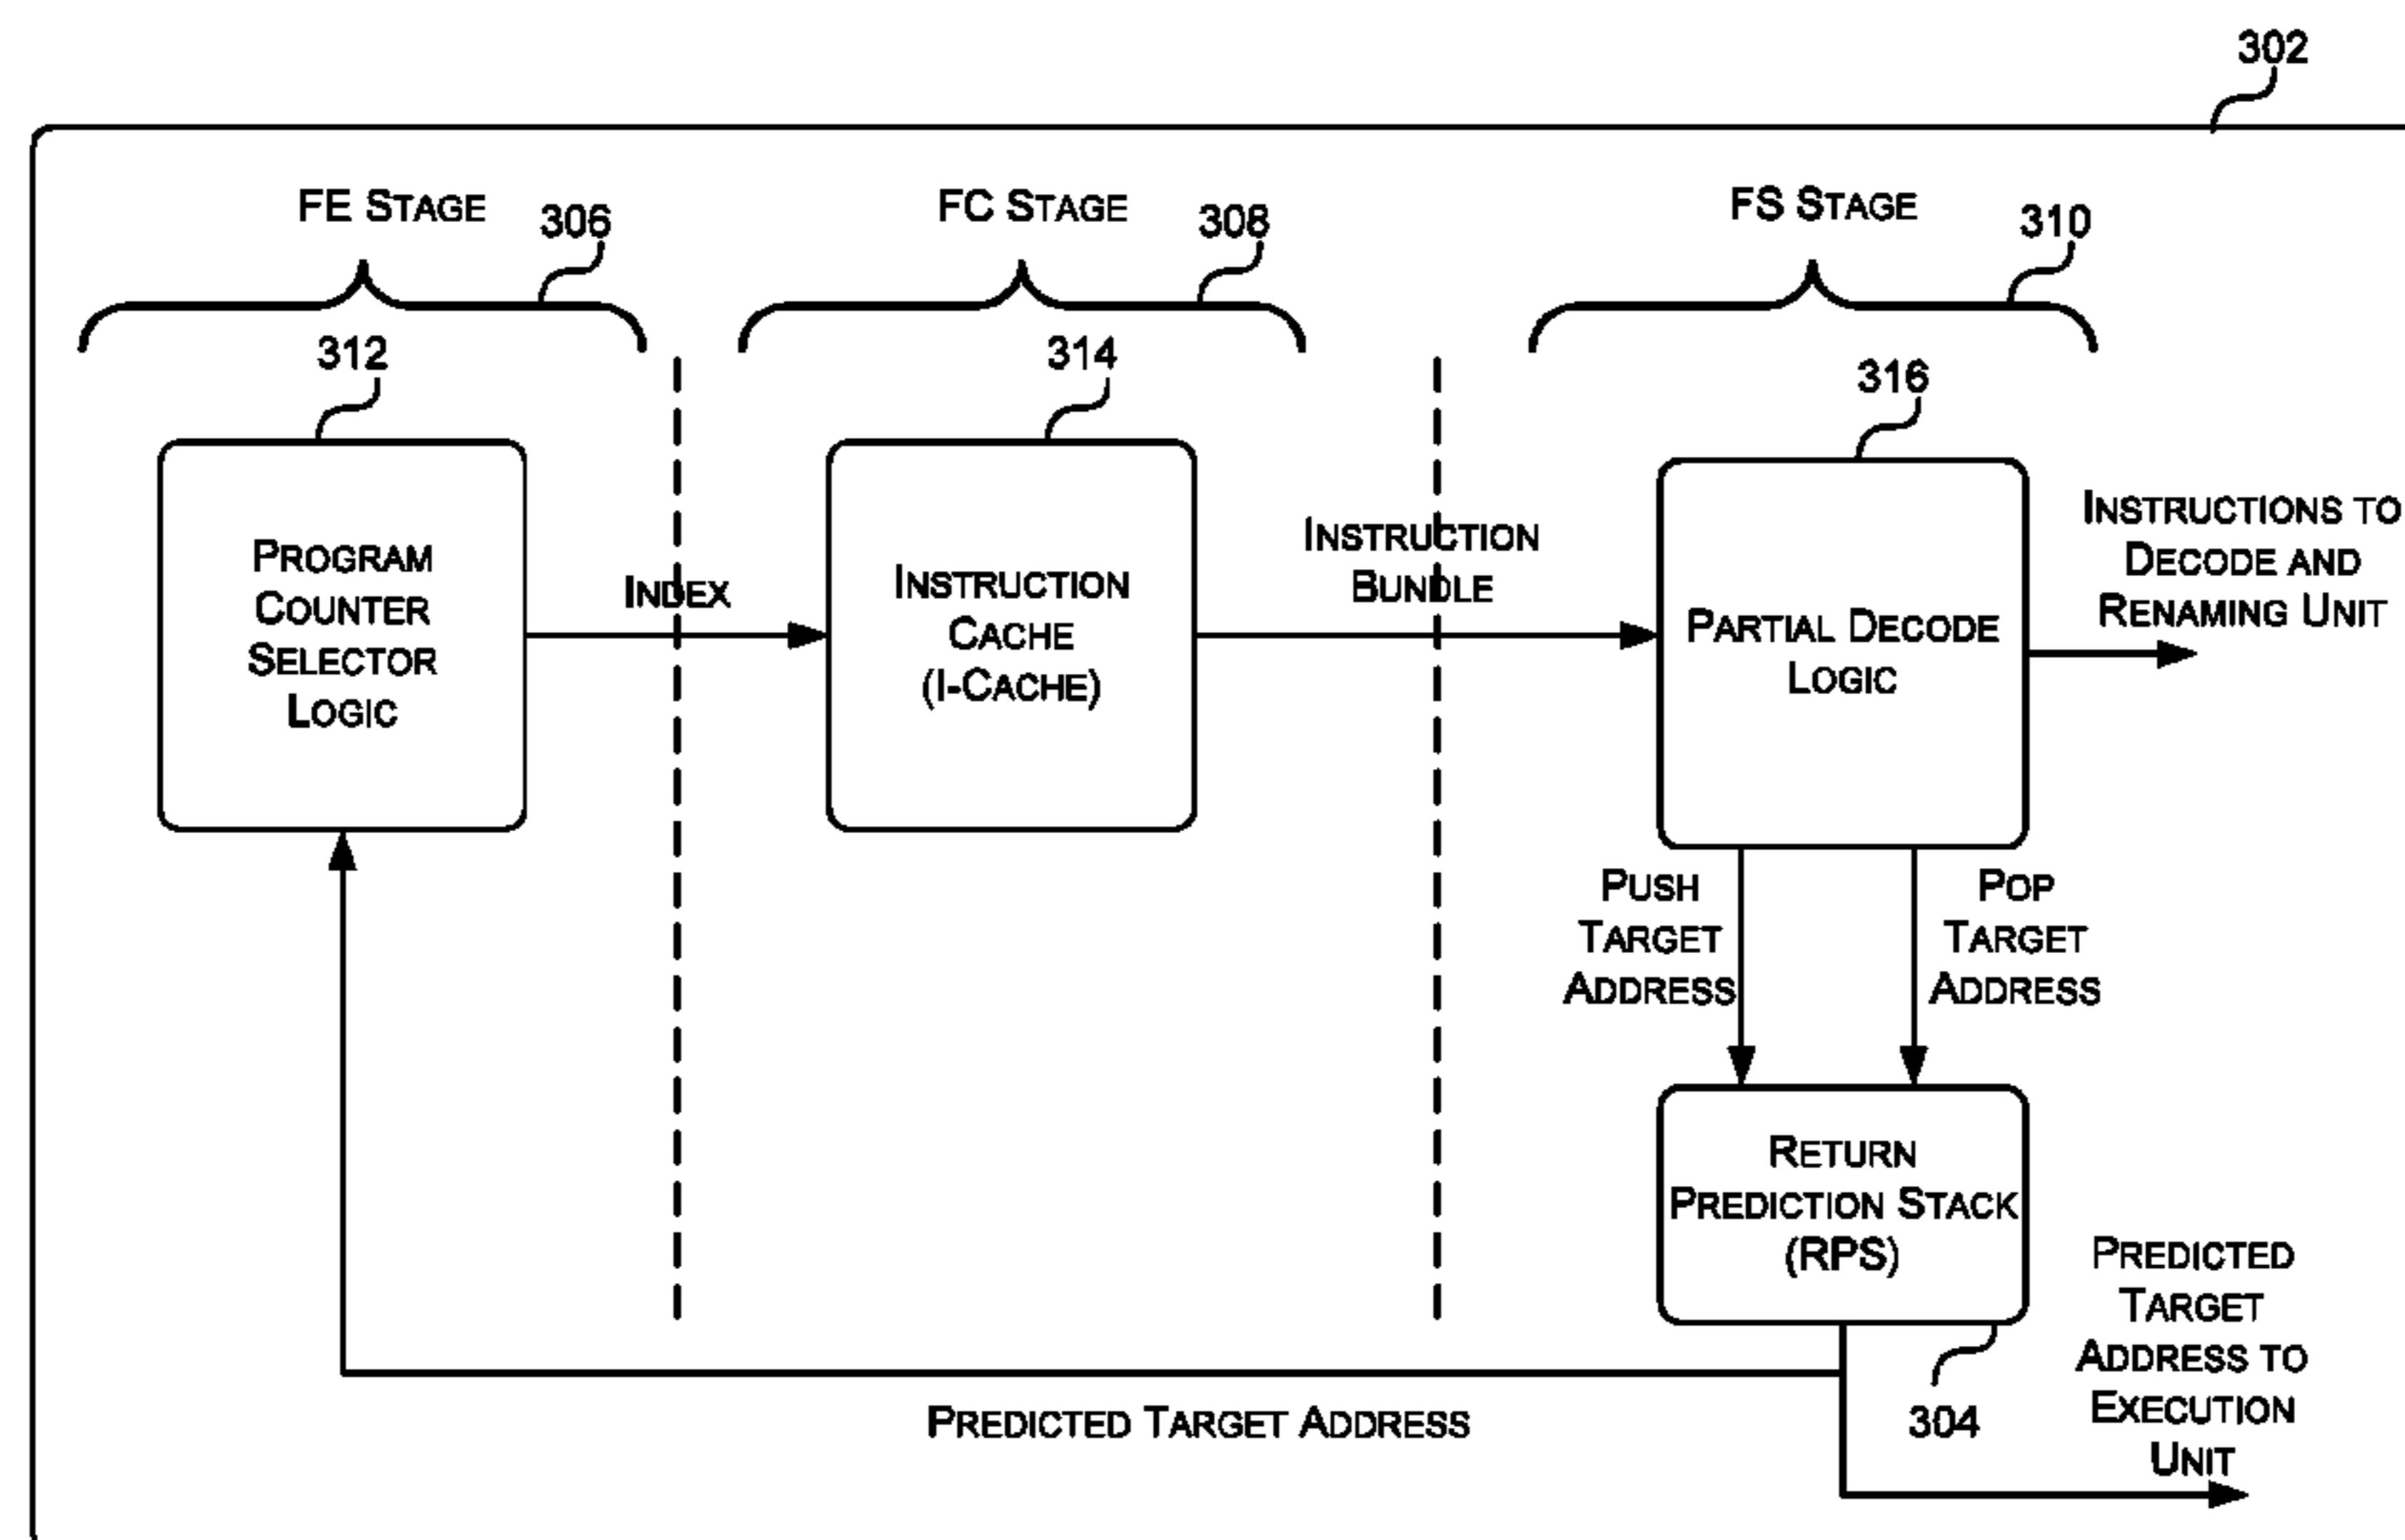 302
FE STAGE
306
FC STAGE
308
FS STAGE
310
312
314
316
PROGRAM
COUNTER
SELECTOR
LOGIC
INDEX
INSTRUCTION
CACHE
(I-CACHE)
INSTRUCTION
BUNDLE
PARTIAL DECODE
LOGIC
INSTRUCTIONS TO
DECODE AND
RENAMING UNIT
PUSH
TARGET
ADDRESS
POP
TARGET
ADDRESS
RETURN
PREDICTION STACK
(RPS)
304
PREDICTED TARGET ADDRESS
PREDICTED
TARGET
ADDRESS TO
EXECUTION
UNIT